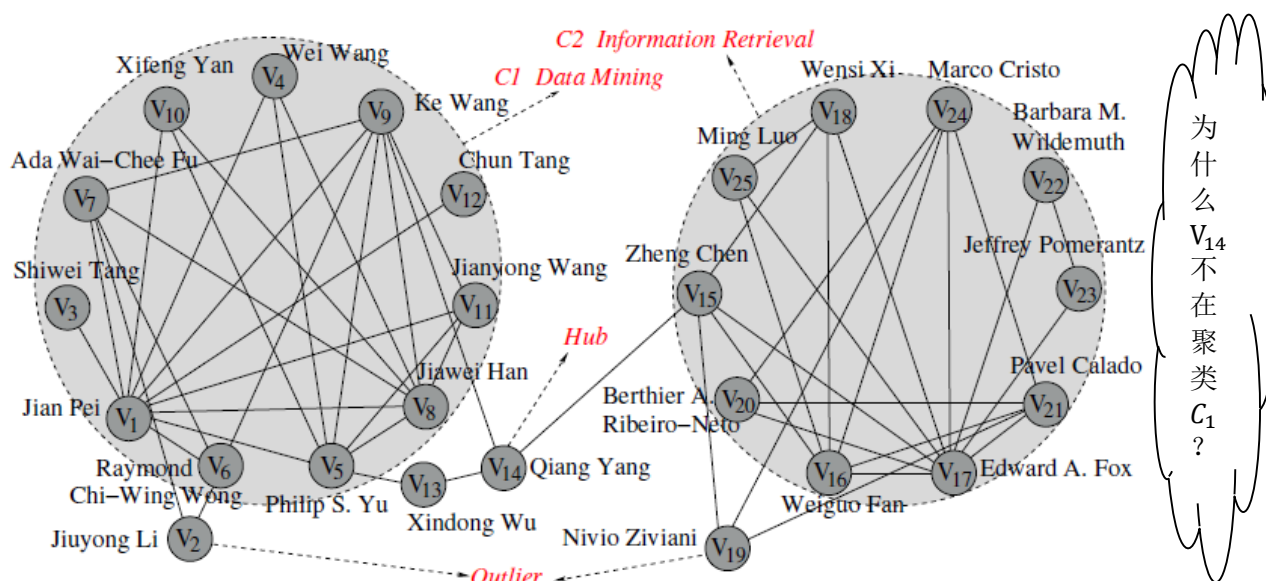 C2 Information Retrieval
C1 Data Mining
Wei Wang
V4
Xifeng Yan
V10
Ke Wang
V9
Ada Wai-Chee Fu
V7
Chun Tang
V12
Shiwei Tang
V3
Jianyong Wang
V11
Jiawei Han
V8
Jian Pei
V1
Raymond
Chi-Wing Wong
V6
V5
Philip S. Yu
V13
Xindong Wu
V14
Qiang Yang
Hub
Jiuyong Li
V2
Outlier
Wensi Xi
V18
Marco Cristo
V24
Ming Luo
V25
Barbara M.
Wildemuth
V22
Zheng Chen
V15
Jeffrey Pomerantz
V23
Pavel Calado
V21
Berthier A.
Ribeiro-Neto
V20
V16
Weiguo Fan
V17
Edward A. Fox
Nivio Ziviani
V19
为什么V14不在聚类C1?